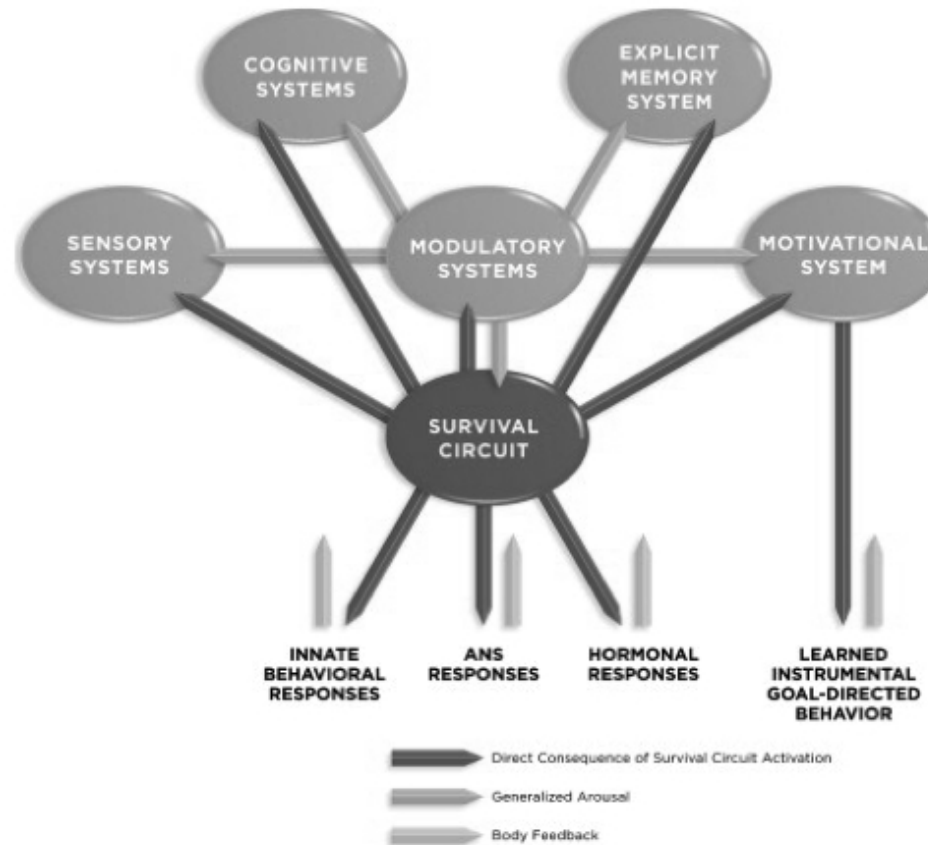 COGNITIVE
SYSTEMS
EXPLICIT
MEMORY
SYSTEM
SENSORY
SYSTEMS
MODULATORY
SYSTEMS
MOTIVATIONAL
SYSTEM
SURVIVAL
CIRCUIT
INNATE
BEHAVIORAL
RESPONSES
ANS
RESPONSES
HORMONAL
RESPONSES
LEARNED
INSTRUMENTAL
GOAL-DIRECTED
BEHAVIOR
Direct Consequence of Survival Circuit Activation
Generalized Arousal
Body Feedback